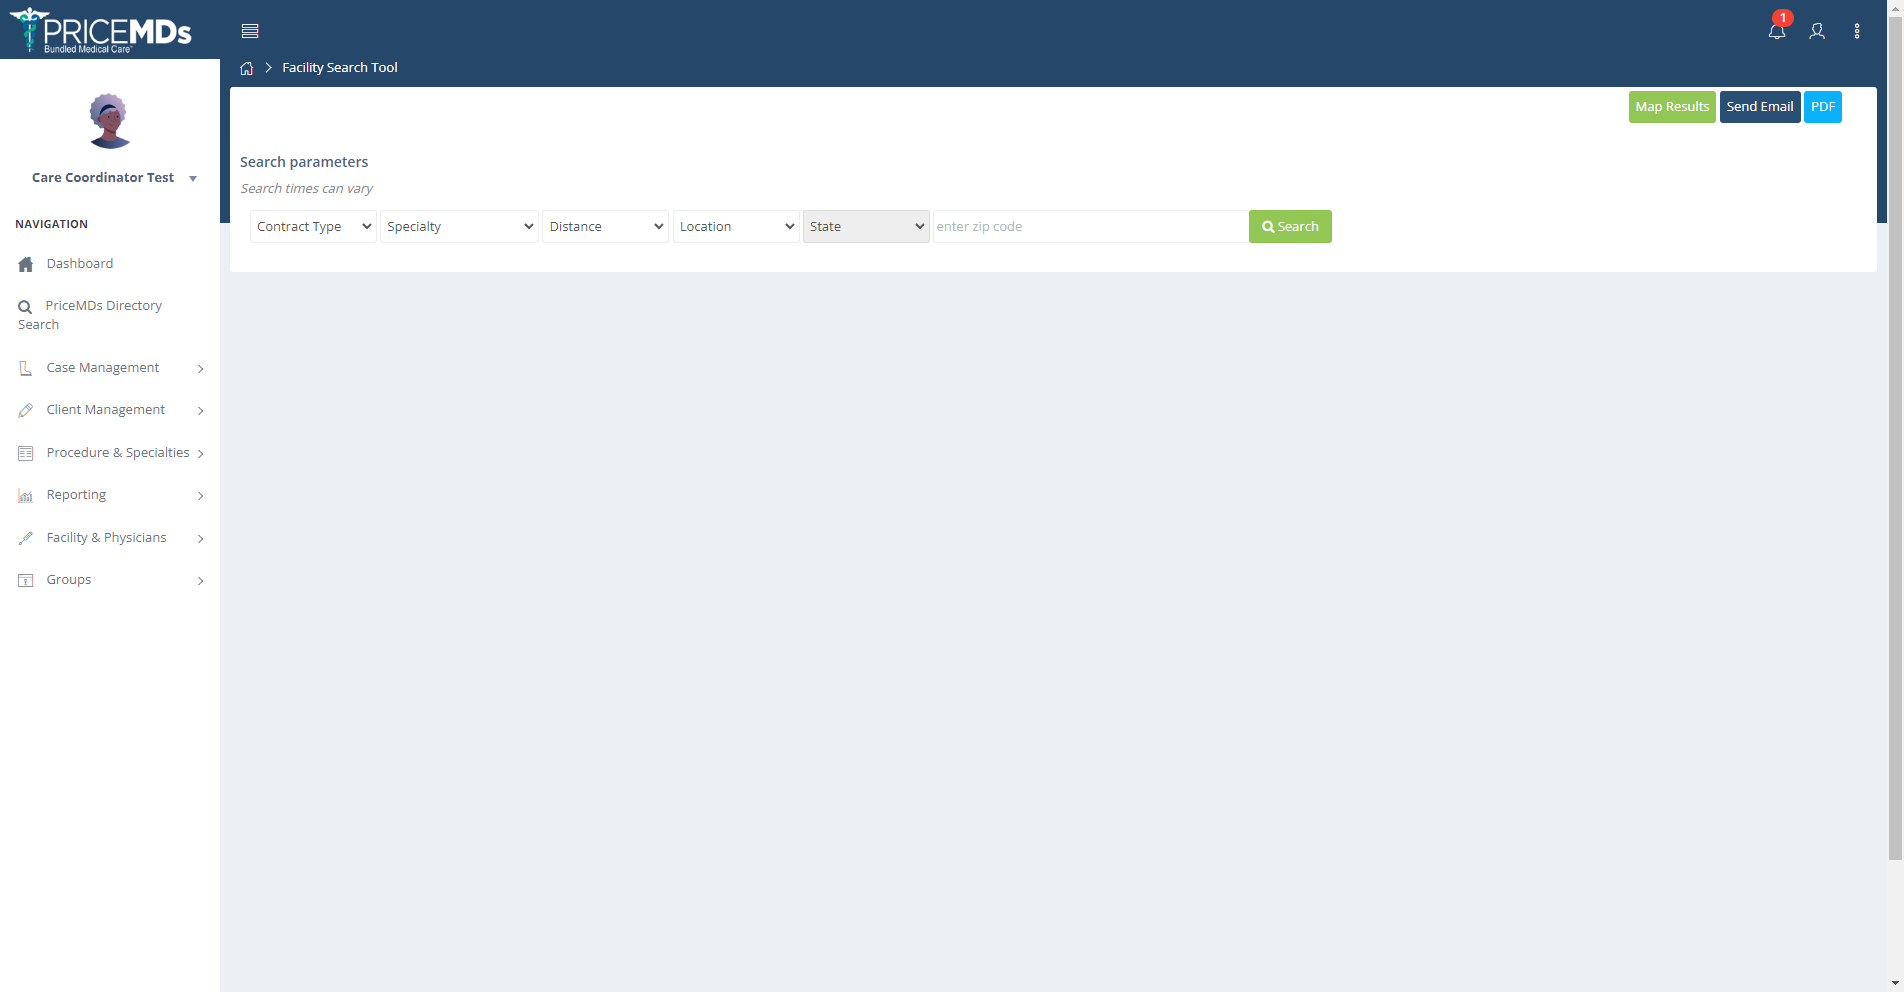 PRICEMDs
Bundled Medical Care
1
Facility Search Tool
Map Results Send Email PDF
Care Coordinator Test
Search parameters
Search times can vary
Contract Type Specialty Distance Location State enter zip code Search
NAVIGATION
Dashboard
PriceMDs Directory
Search
Case Management
Client Management
Procedure & Specialties
Reporting
Facility & Physicians
Groups